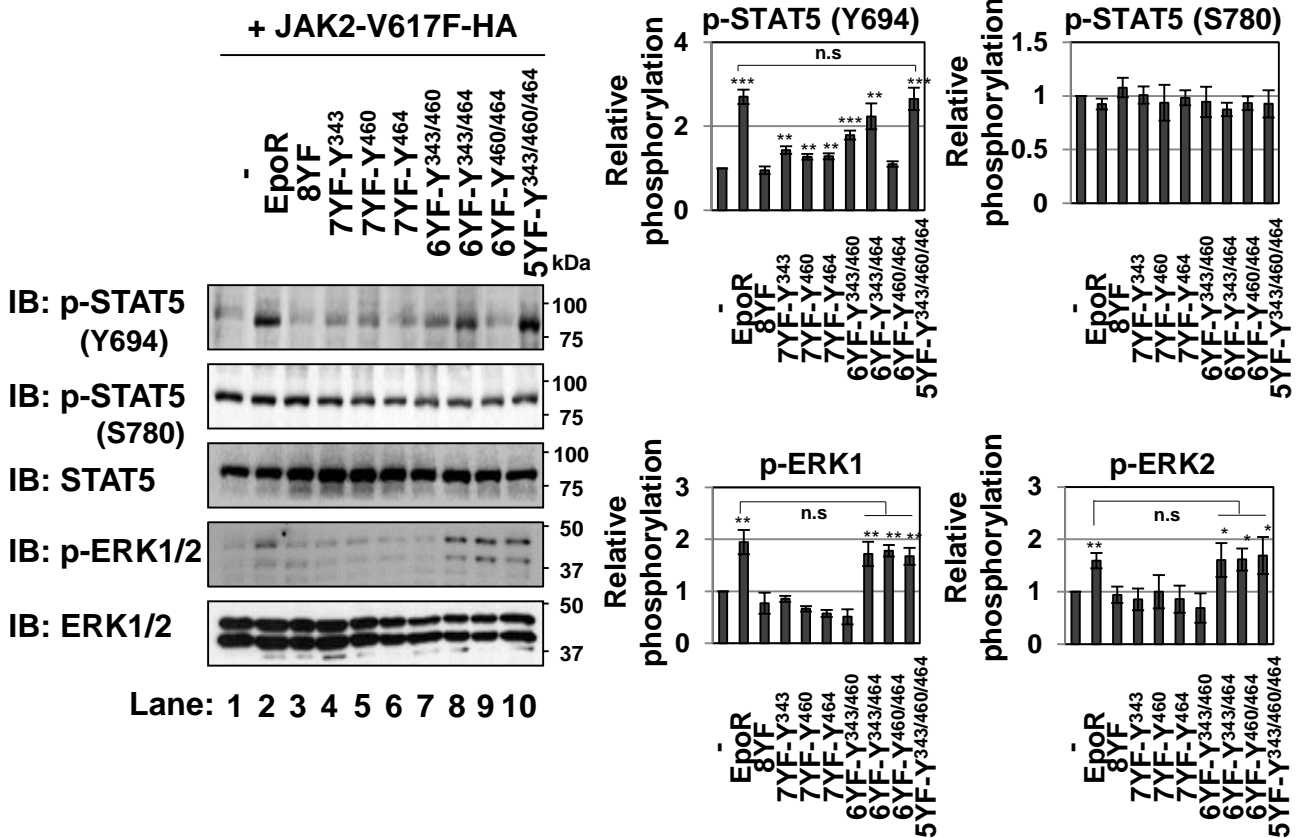 + JAK2-V617F-HA
-
EpoR
8YF
7YF-Y343
7YF-Y460
7YF-Y464
6YF-Y343/460
6YF-Y343/464
6YF-Y460/464
5YF-Y343/460/464
kDa
IB: p-STAT5
(Y694)
100
75
IB: p-STAT5
(S780)
100
75
IB: STAT5
100
75
IB: p-ERK1/2
50
37
IB: ERK1/2
50
37
Lane: 1 2 3 4 5 6 7 8 9 10
p-STAT5 (Y694)
Relative
phosphorylation
4
2
0
n.s
***
**
**
**
***
**
***
-
EpoR
8YF
7YF-Y343
7YF-Y460
7YF-Y464
6YF-Y343/460
6YF-Y343/464
6YF-Y460/464
5YF-Y343/460/464
p-STAT5 (S780)
Relative
phosphorylation
1.5
1
0.5
0
-
EpoR
8YF
7YF-Y343
7YF-Y460
7YF-Y464
6YF-Y343/460
6YF-Y343/464
6YF-Y460/464
5YF-Y343/460/464
p-ERK1
Relative
phosphorylation
3
2
1
0
n.s
**
**
**
**
-
EpoR
8YF
7YF-Y343
7YF-Y460
7YF-Y464
6YF-Y343/460
6YF-Y343/464
6YF-Y460/464
5YF-Y343/460/464
p-ERK2
Relative
phosphorylation
3
2
1
0
n.s
**
*
*
*
-
EpoR
8YF
7YF-Y343
7YF-Y460
7YF-Y464
6YF-Y343/460
6YF-Y343/464
6YF-Y460/464
5YF-Y343/460/464